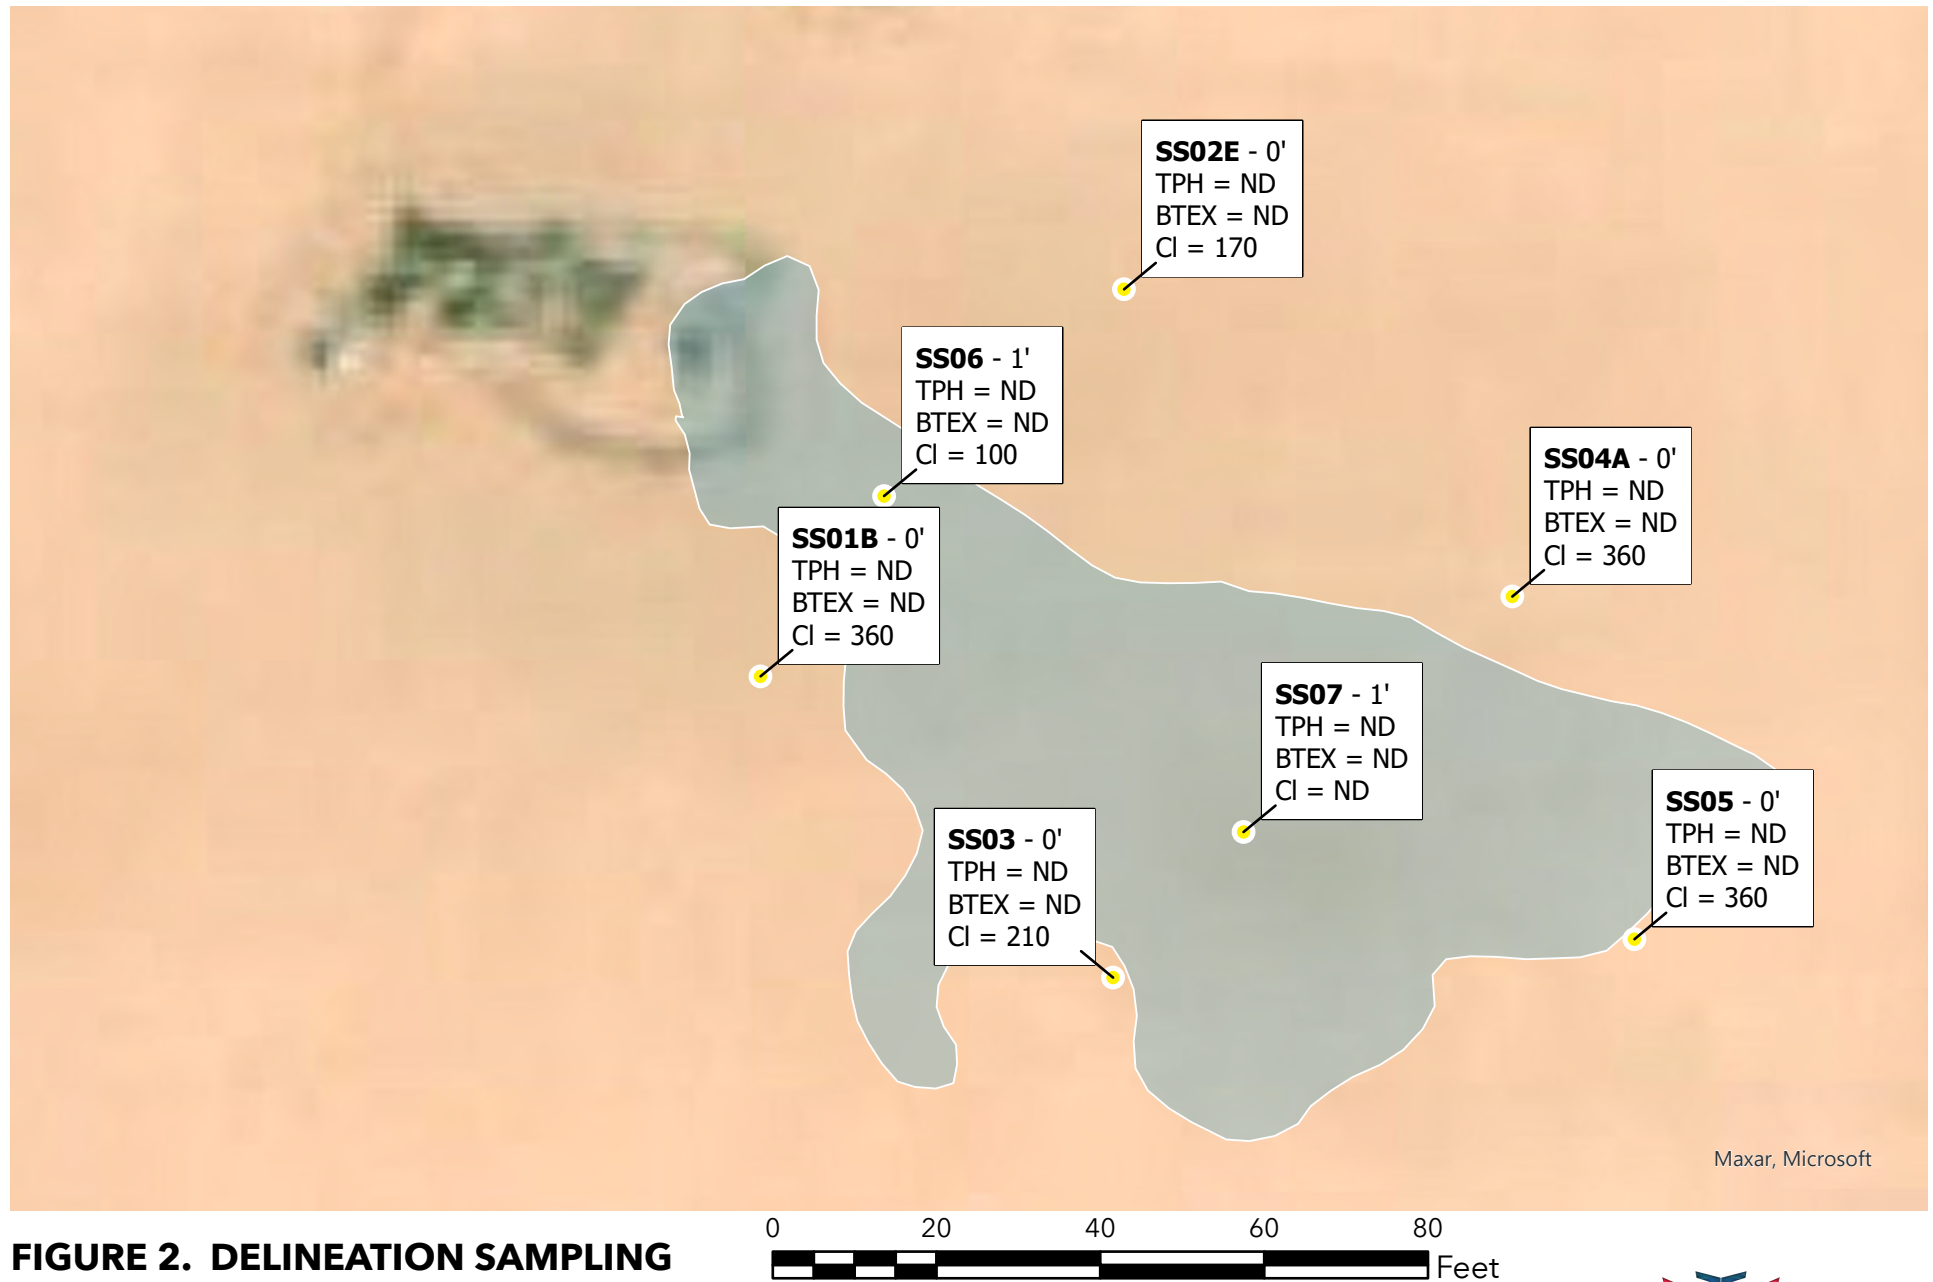 SS02E - 0'
TPH = ND
BTEX = ND
Cl = 170
SS06 - 1'
TPH = ND
BTEX = ND
Cl = 100
SS04A - 0'
TPH = ND
BTEX = ND
Cl = 360
SS01B - 0'
TPH = ND
BTEX = ND
Cl = 360
SS07 - 1'
TPH = ND
BTEX = ND
Cl = ND
SS05 - 0'
TPH = ND
BTEX = ND
Cl = 360
SS03 - 0'
TPH = ND
BTEX = ND
Cl = 210
Maxar, Microsoft
0 20 40 60 80
Feet
FIGURE 2. DELINEATION SAMPLING